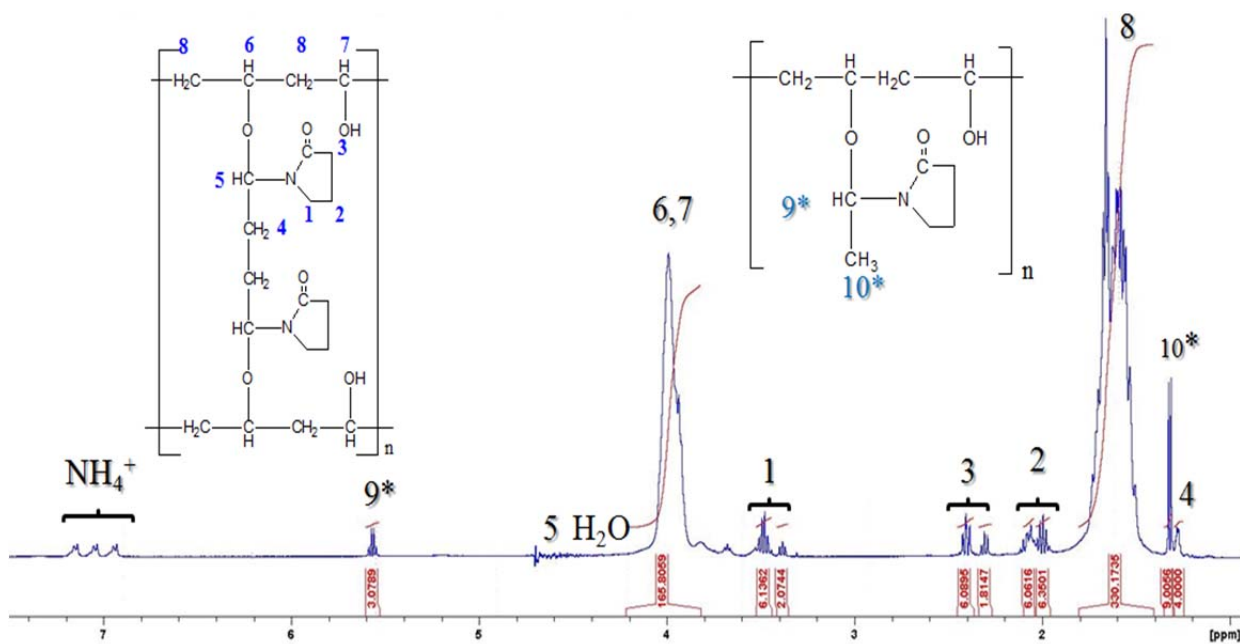 8 6 8 7
H H
H₂C CH₂
O OH
O
3
5 HC N
1 2
CH₂ 4
CH₂
O
HC N
O OH
H₂C CH₂
H H
n
H H
CH₂ H₂C
O OH
O
9* HC N
CH₃
10*
n
8
6,7
10*
NH₄⁺
9*
5 H₂O
1
3
2
4
3.0789
165.8059
6.1362
2.0744
6.0895
1.8147
6.0616
6.3501
330.1735
9.0056
4.0000
7 6 5 4 3 2 [ppm]